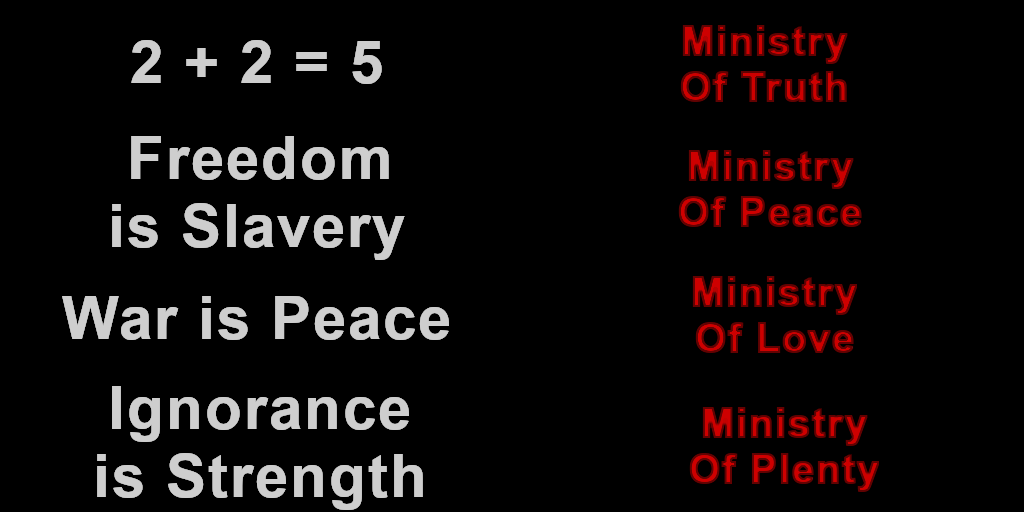 2 + 2 = 5
Freedom
is Slavery
War is Peace
Ignorance
is Strength
Ministry
Of Truth
Ministry
Of Peace
Ministry
Of Love
Ministry
Of Plenty